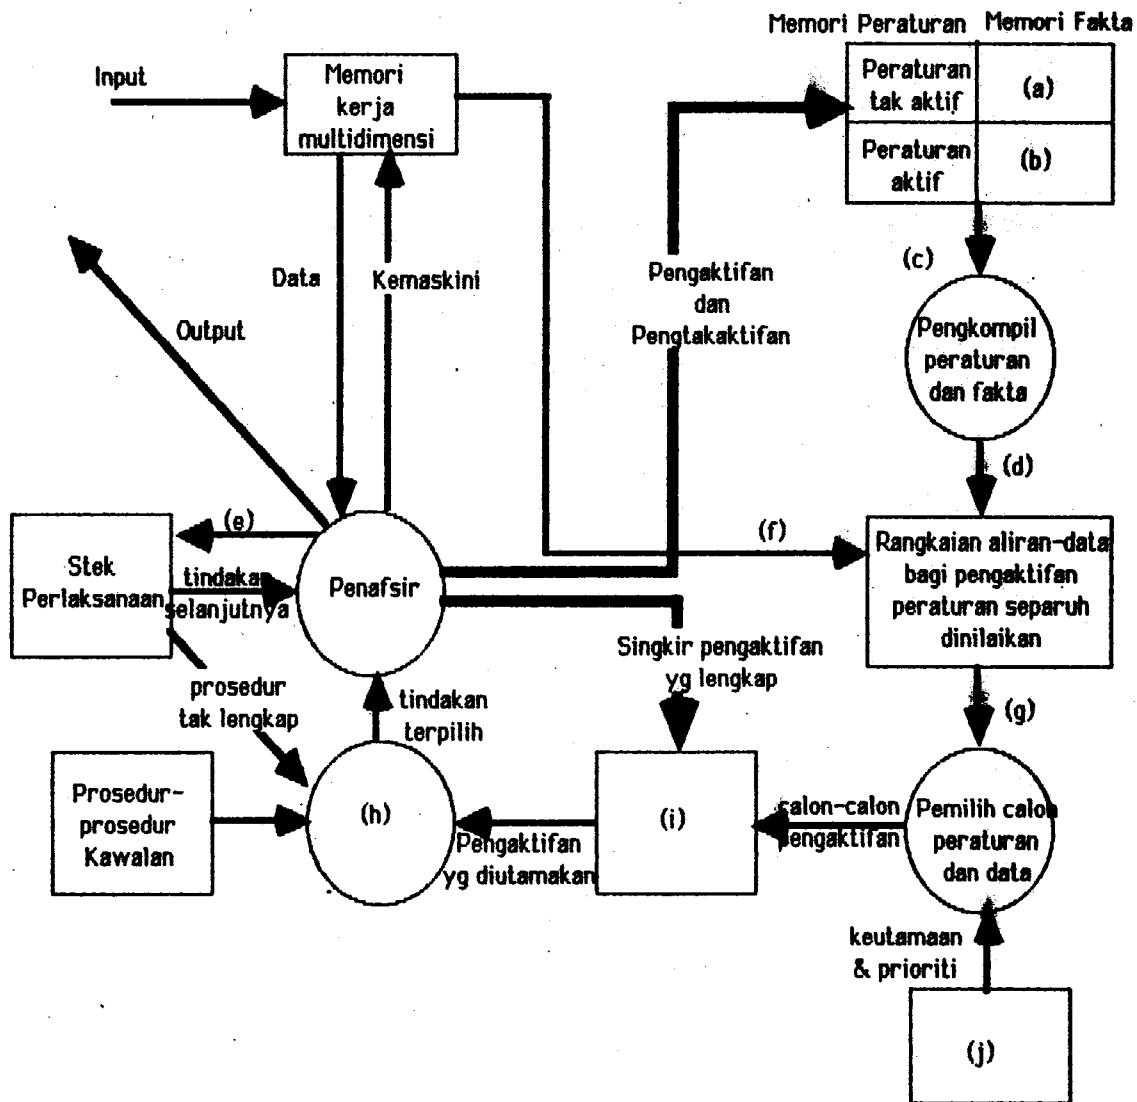 Memori Peraturan
Memori Fakta
Input
Memori
kerja
multidimensi
Peraturan
tak aktif
(a)
Peraturan
aktif
(b)
Data
Kemaskini
Output
Pengaktifan
dan
Pengtakaktifan
(c)
Pengkompil
peraturan
dan fakta
(d)
(e)
(f)
Stek
Perlaksanaan
tindakan
selanjutnya
Penafsir
Rangkaian aliran-data
bagi pengaktifan
peraturan separuh
dinilaikan
Singkir pengaktifan
yg lengkap
prosedur
tak lengkap
tindakan
terpilih
(g)
Prosedur-
prosedur
Kawalan
(h)
Pengaktifan
yg diutamakan
(i)
calon-calon
pengaktifan
Pemilih calon
peraturan
dan data
keutamaan
& prioriti
(j)